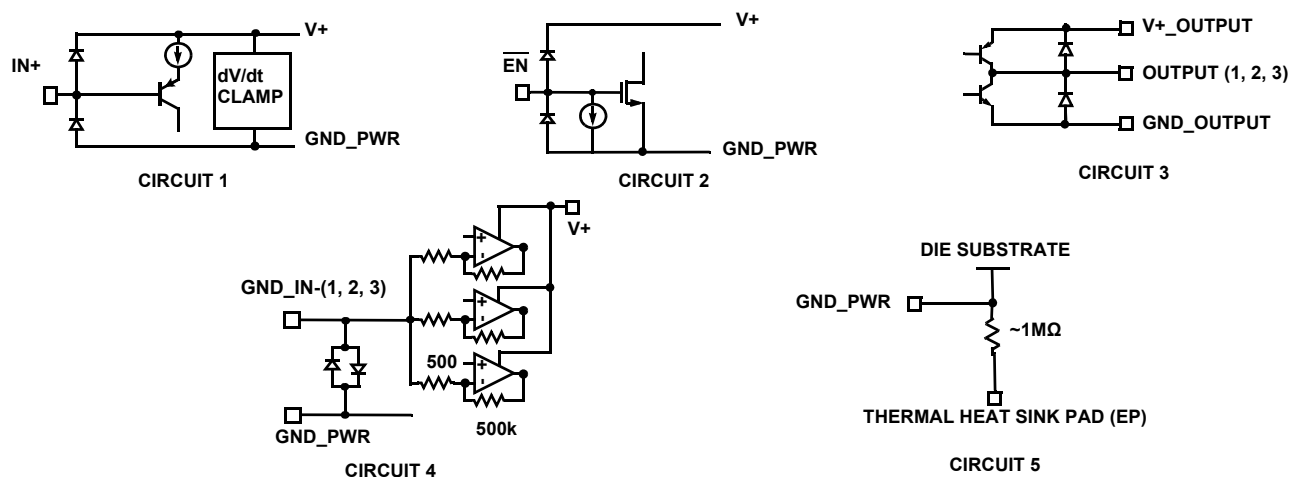 V+
IN+
dV/dt
CLAMP
GND_PWR
CIRCUIT 1
V+
EN
GND_PWR
CIRCUIT 2
V+_OUTPUT
OUTPUT (1, 2, 3)
GND_OUTPUT
CIRCUIT 3
V+
+
-
+
-
+
-
GND_IN-(1, 2, 3)
500
500k
GND_PWR
CIRCUIT 4
DIE SUBSTRATE
GND_PWR
~1MΩ
THERMAL HEAT SINK PAD (EP)
CIRCUIT 5